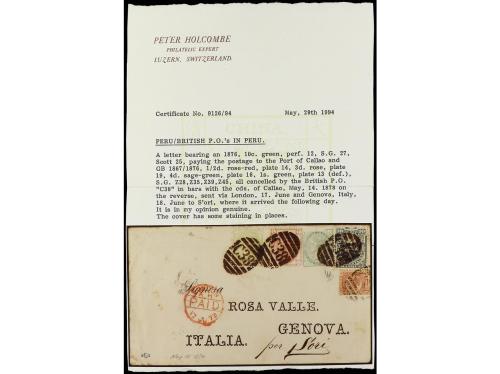 PETER HOLCOMBE
PHILATELIC EXPERT
LUZERN, SWITZERLAND
Certificate No. 9126/94 May, 29th 1994
PERU/BRITISH P.O.'s IN PERU.
A letter bearing an 1876, 10c. green, perf. 12, S.G. 27,
Scott 25, paying the postage to the Port of Callao and
GB 1867/1876, 1/2d. rose-red, plate 14, 3d. rose, plate
19, 4d. sage-green, plate 16, 1s. green, plate 13 (def.),
S.G. Z28,Z35,Z39,Z45, all cancelled by the British P.O.
"C38" in bars with the cds. of Callao, May, 14. 1878 on
the reverse, sent via London, 17. June and Genova, Italy,
18. June to S'ori, where it arrived the following day.
It is in my opinion genuine.
The cover has some staining in places.
C38 C38
Signora
PAID
ROSA VALLE.
GENOVA.
ITALIA. per Sori